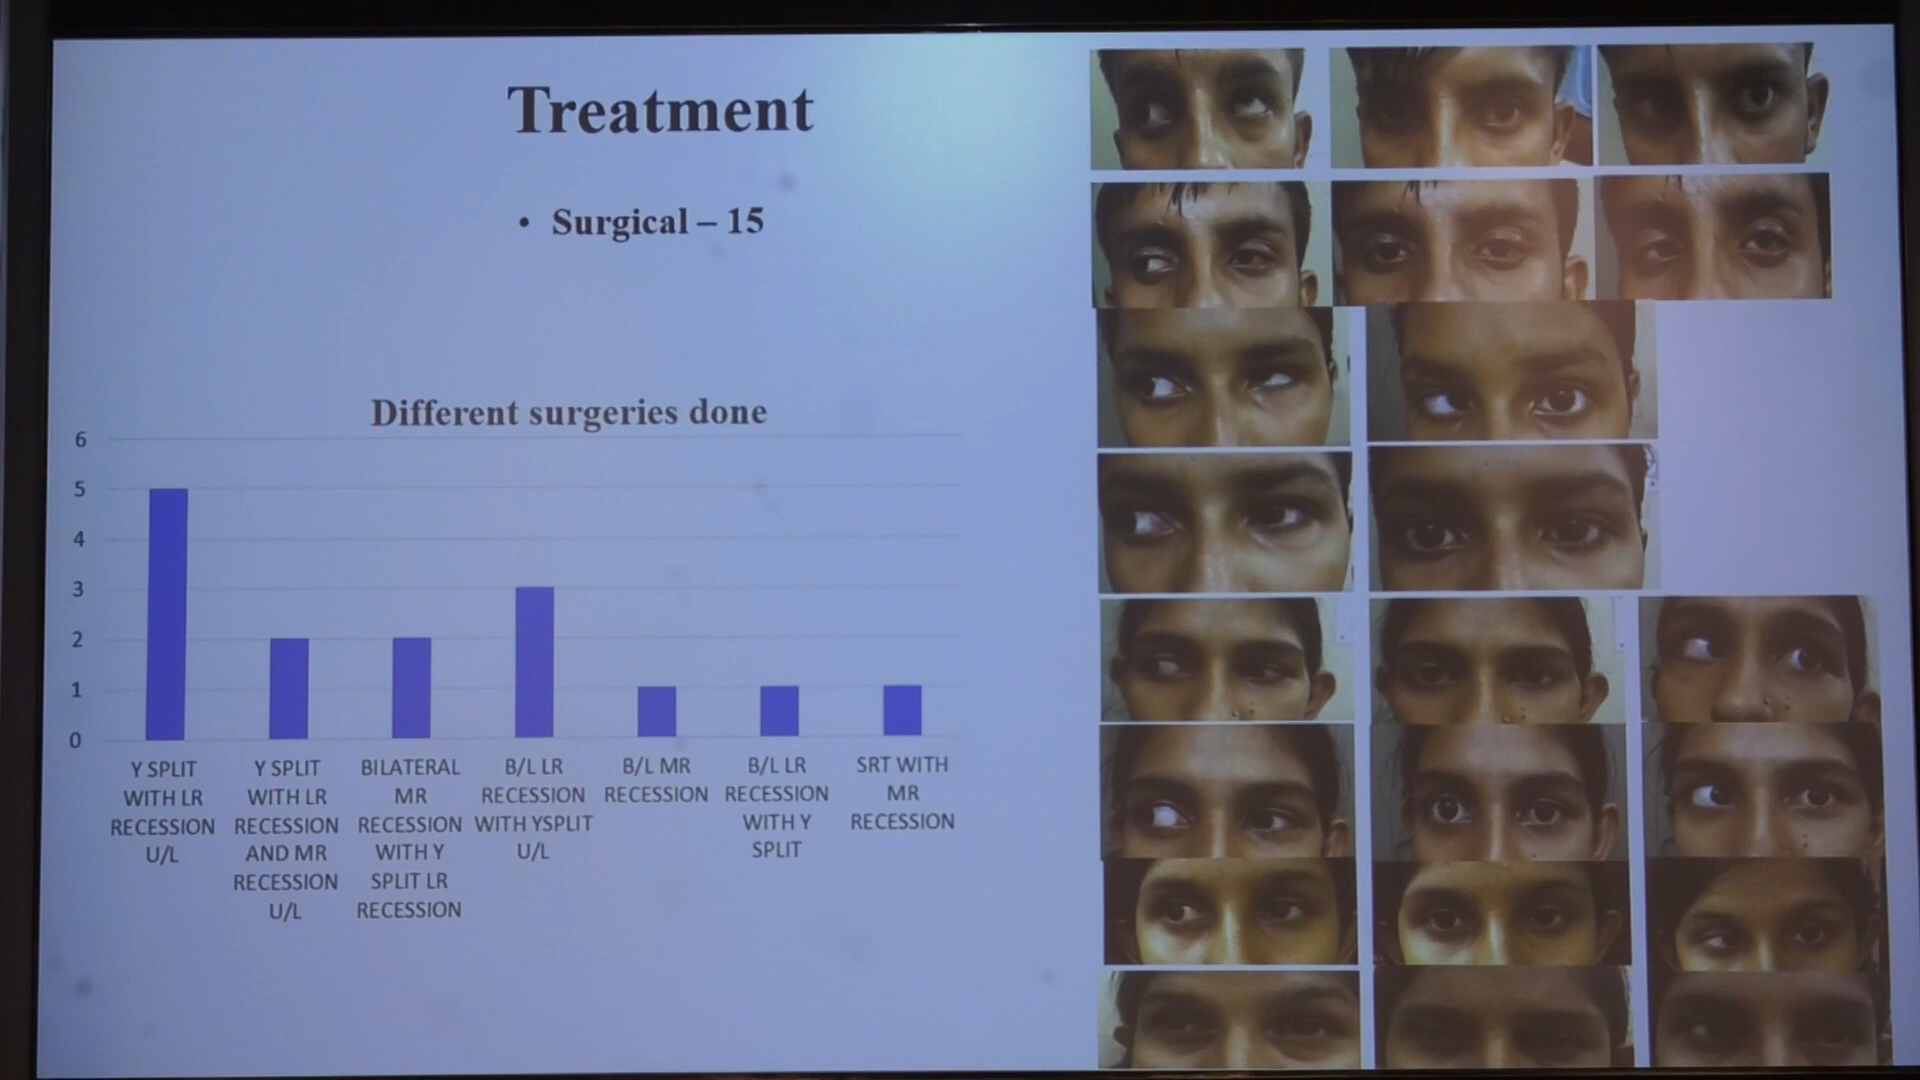 Treatment
• Surgical – 15
Different surgeries done
6
5
4
3
2
1
0
Y SPLIT
WITH LR
RECESSION
U/L
Y SPLIT
WITH LR
RECESSION
AND MR
RECESSION
U/L
BILATERAL
MR
RECESSION
WITH Y
SPLIT LR
RECESSION
B/L LR
RECESSION
WITH YSPLIT
U/L
B/L MR
RECESSION
B/L LR
RECESSION
WITH Y
SPLIT
SRT WITH
MR
RECESSION